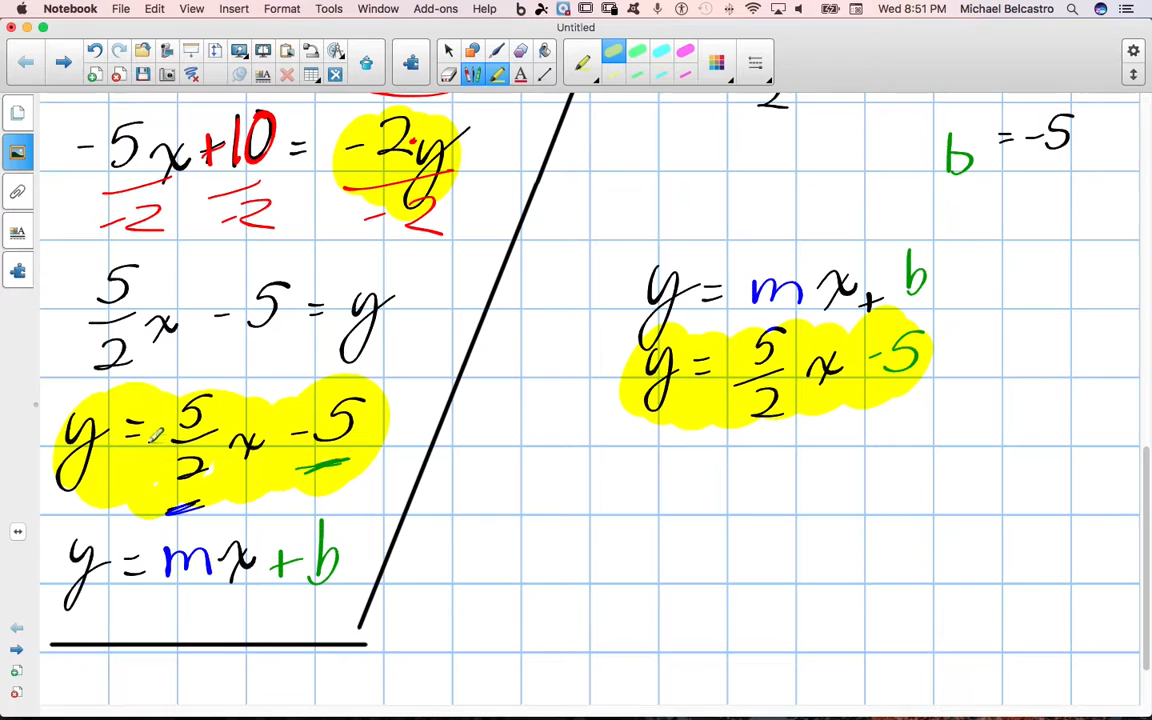 Notebook File Edit View Insert Format Tools Window Add-ons Help Wed 8:51 PM Michael Belcastro
Untitled
-5x+10 = -2·y
-2 -2 -2
5/2 x - 5 = y
y = 5/2 x - 5
y = mx + b
2
b = -5
y = mx + b
y = 5/2 x -5